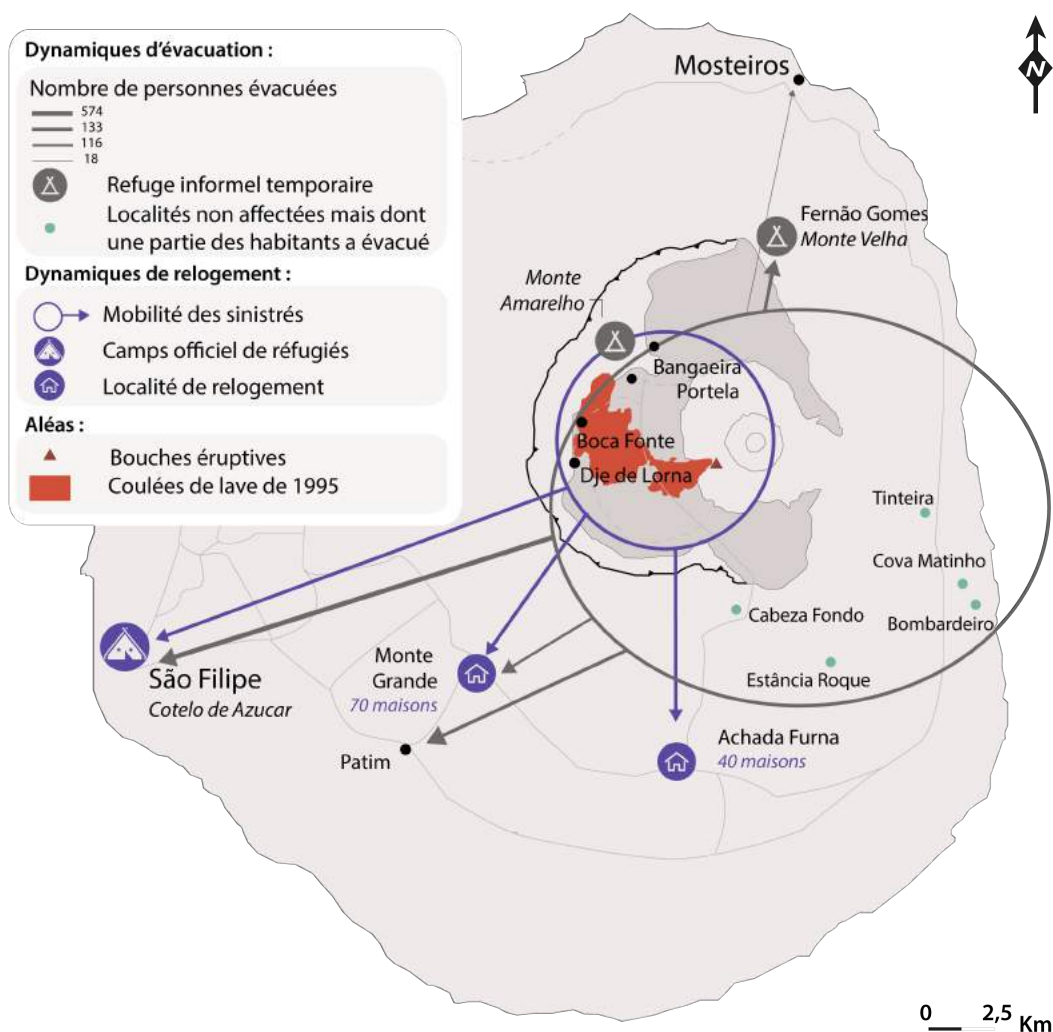 Dynamiques d'évacuation :
Nombre de personnes évacuées
574
133
116
18
Refuge informel temporaire
Localités non affectées mais dont
une partie des habitants a évacué
Dynamiques de relogement :
Mobilité des sinistrés
Camps officiel de réfugiés
Localité de relogement
Aléas :
Bouches éruptives
Coulées de lave de 1995
N
Mosteiros
Fernão Gomes
Monte Velha
Monte
Amarelho
Bangaeira
Portela
Boca Fonte
Dje de Lorna
Tinteira
Cova Matinho
Bombardeiro
Cabeza Fondo
Estância Roque
São Filipe
Cotelo de Azucar
Monte
Grande
70 maisons
Patim
Achada Furna
40 maisons
0 2,5 Km